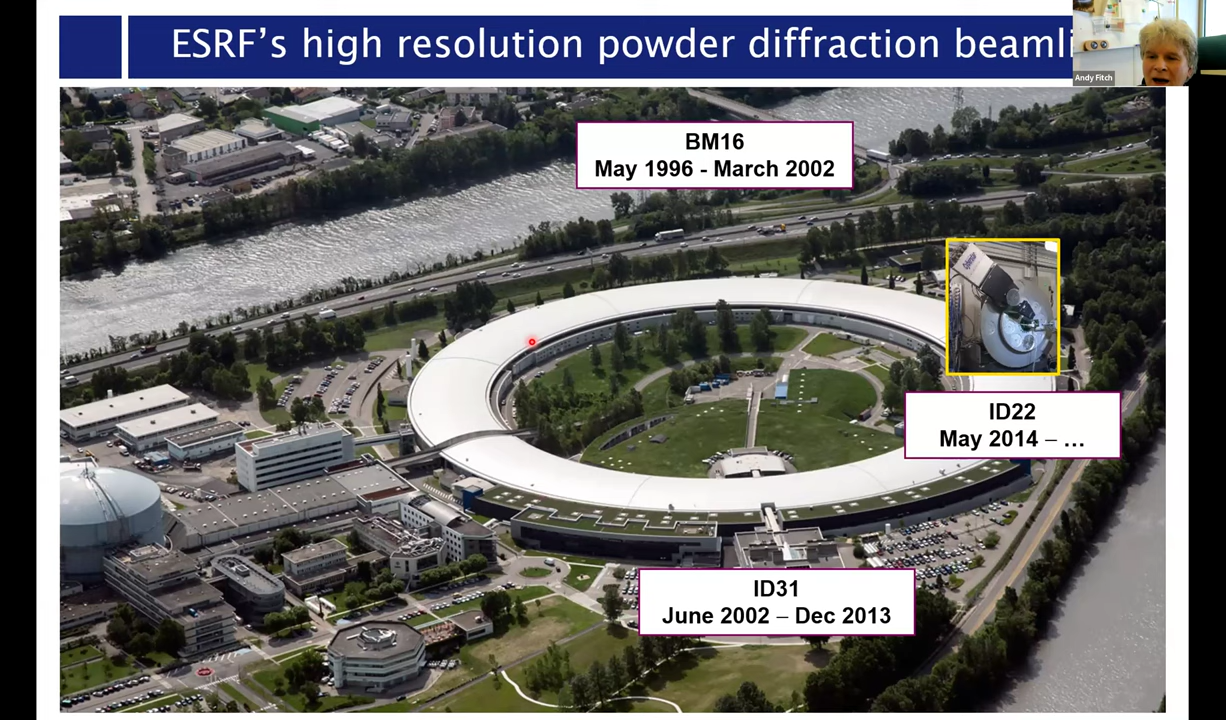 ESRF's high resolution powder diffraction beamli
Andy Fitch
BM16
May 1996 - March 2002
ID22
May 2014 – ...
ID31
June 2002 – Dec 2013